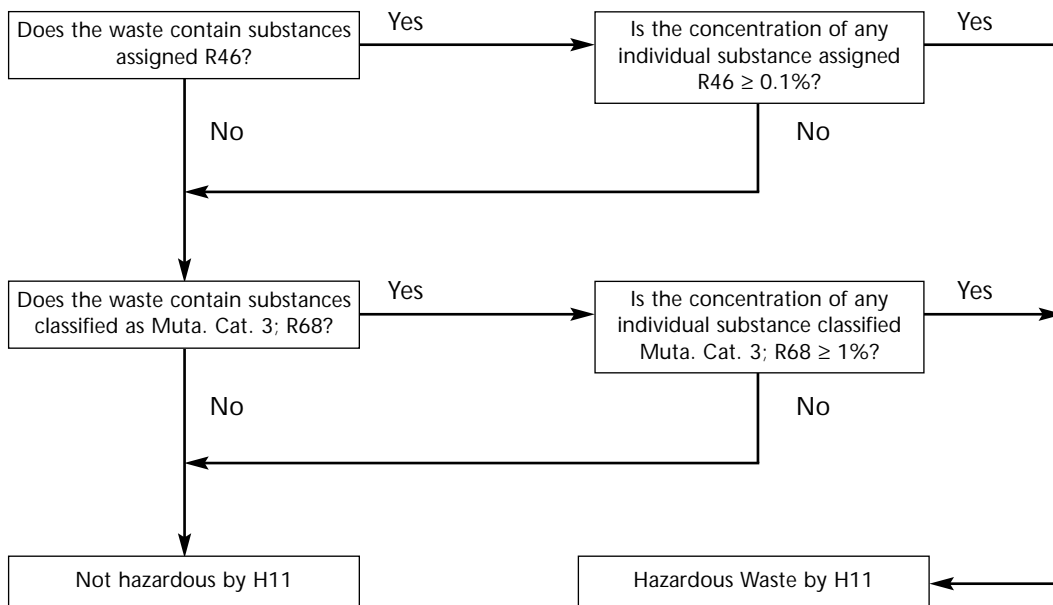 Does the waste contain substances
assigned R46?
Yes
Is the concentration of any
individual substance assigned
R46 ≥ 0.1%?
Yes
No
No
Does the waste contain substances
classified as Muta. Cat. 3; R68?
Yes
Is the concentration of any
individual substance classified
Muta. Cat. 3; R68 ≥ 1%?
Yes
No
No
Not hazardous by H11
Hazardous Waste by H11